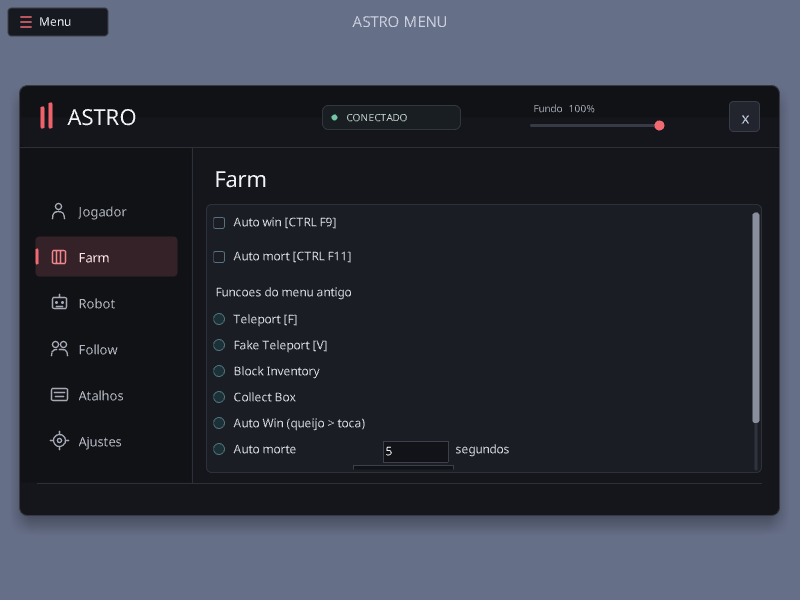 Menu
ASTRO MENU
ASTRO
CONECTADO
Fundo 100%
x
Jogador
Farm
Robot
Follow
Atalhos
Ajustes
Farm
Auto win [CTRL F9]
Auto mort [CTRL F11]
Funcoes do menu antigo
Teleport [F]
Fake Teleport [V]
Block Inventory
Collect Box
Auto Win (queijo > toca)
Auto morte 5 segundos